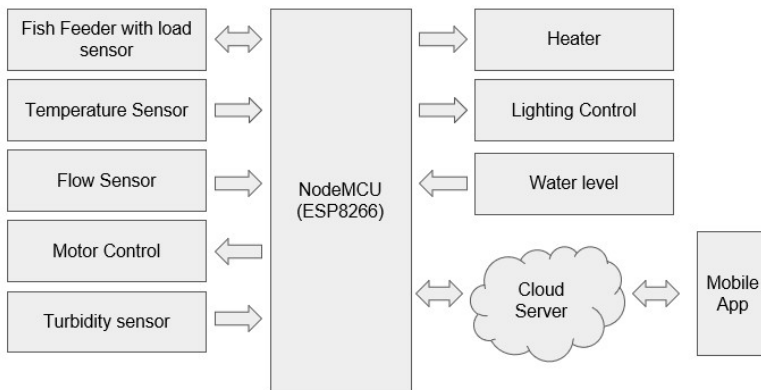 Fish Feeder with load
sensor
Temperature Sensor
Flow Sensor
Motor Control
Turbidity sensor
NodeMCU
(ESP8266)
Heater
Lighting Control
Water level
Cloud
Server
Mobile
App